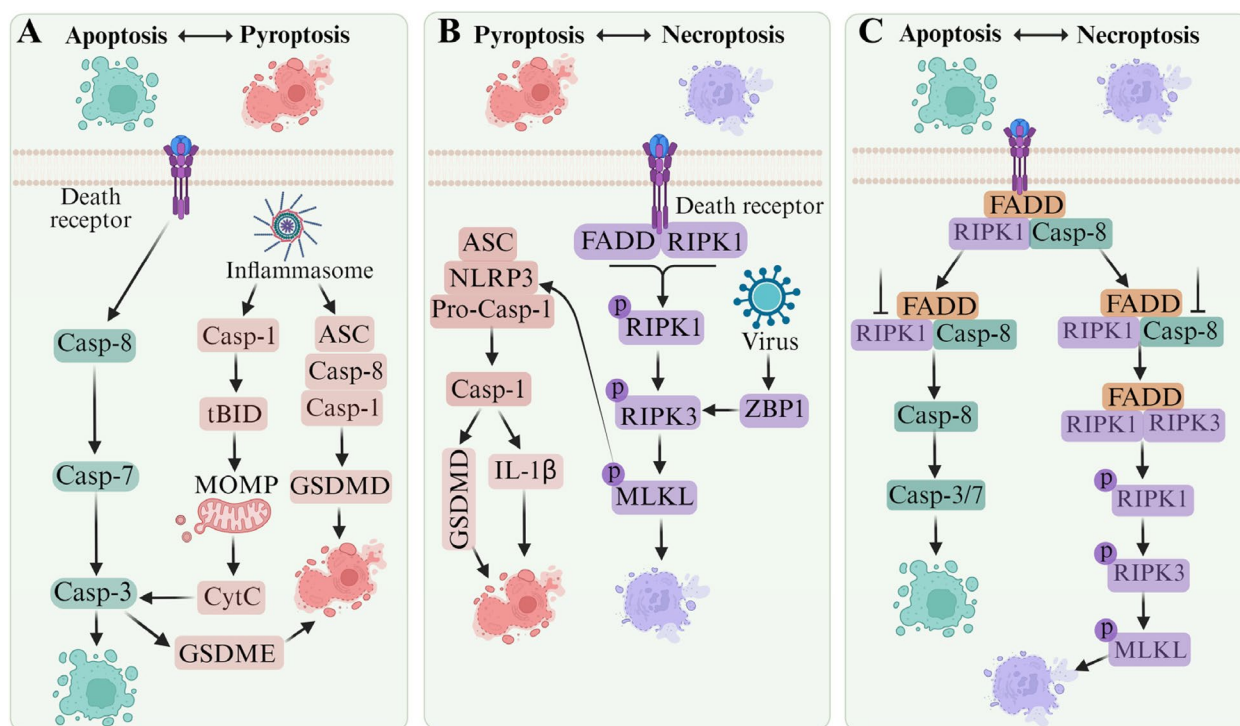 A
Apoptosis
Pyroptosis
Death
receptor
Inflammasome
Casp-8
Casp-1
ASC
Casp-8
Casp-1
tBID
Casp-7
MOMP
GSDMD
Casp-3
CytC
GSDME
B
Pyroptosis
Necroptosis
Death receptor
ASC
NLRP3
Pro-Casp-1
FADD
RIPK1
p
RIPK1
Virus
Casp-1
p
RIPK3
ZBP1
GSDMD
IL-1β
p
MLKL
C
Apoptosis
Necroptosis
FADD
RIPK1
Casp-8
FADD
RIPK1
Casp-8
FADD
RIPK1
Casp-8
Casp-8
FADD
RIPK1
RIPK3
Casp-3/7
p
RIPK1
p
RIPK3
p
MLKL